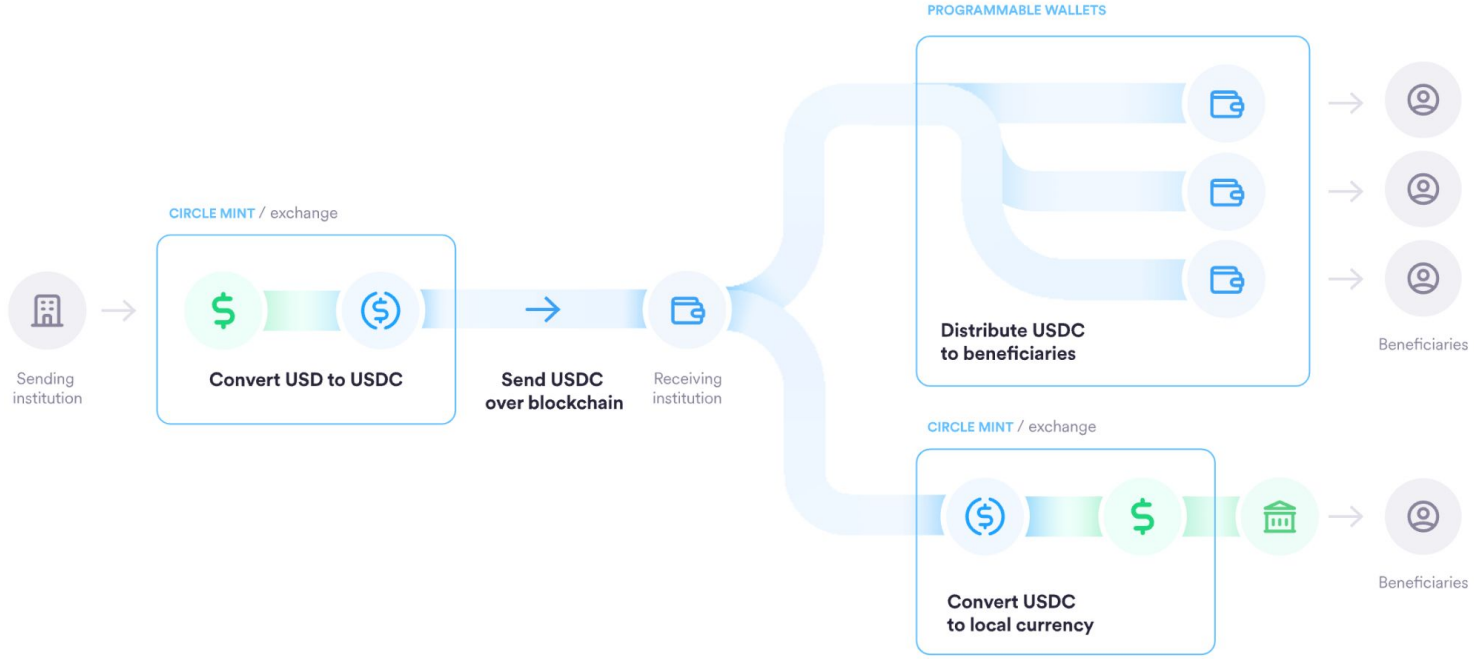 PROGRAMMABLE WALLETS
CIRCLE MINT / exchange
Sending
institution
Convert USD to USDC
Send USDC
over blockchain
Receiving
institution
Distribute USDC
to beneficiaries
Beneficiaries
CIRCLE MINT / exchange
Convert USDC
to local currency
Beneficiaries